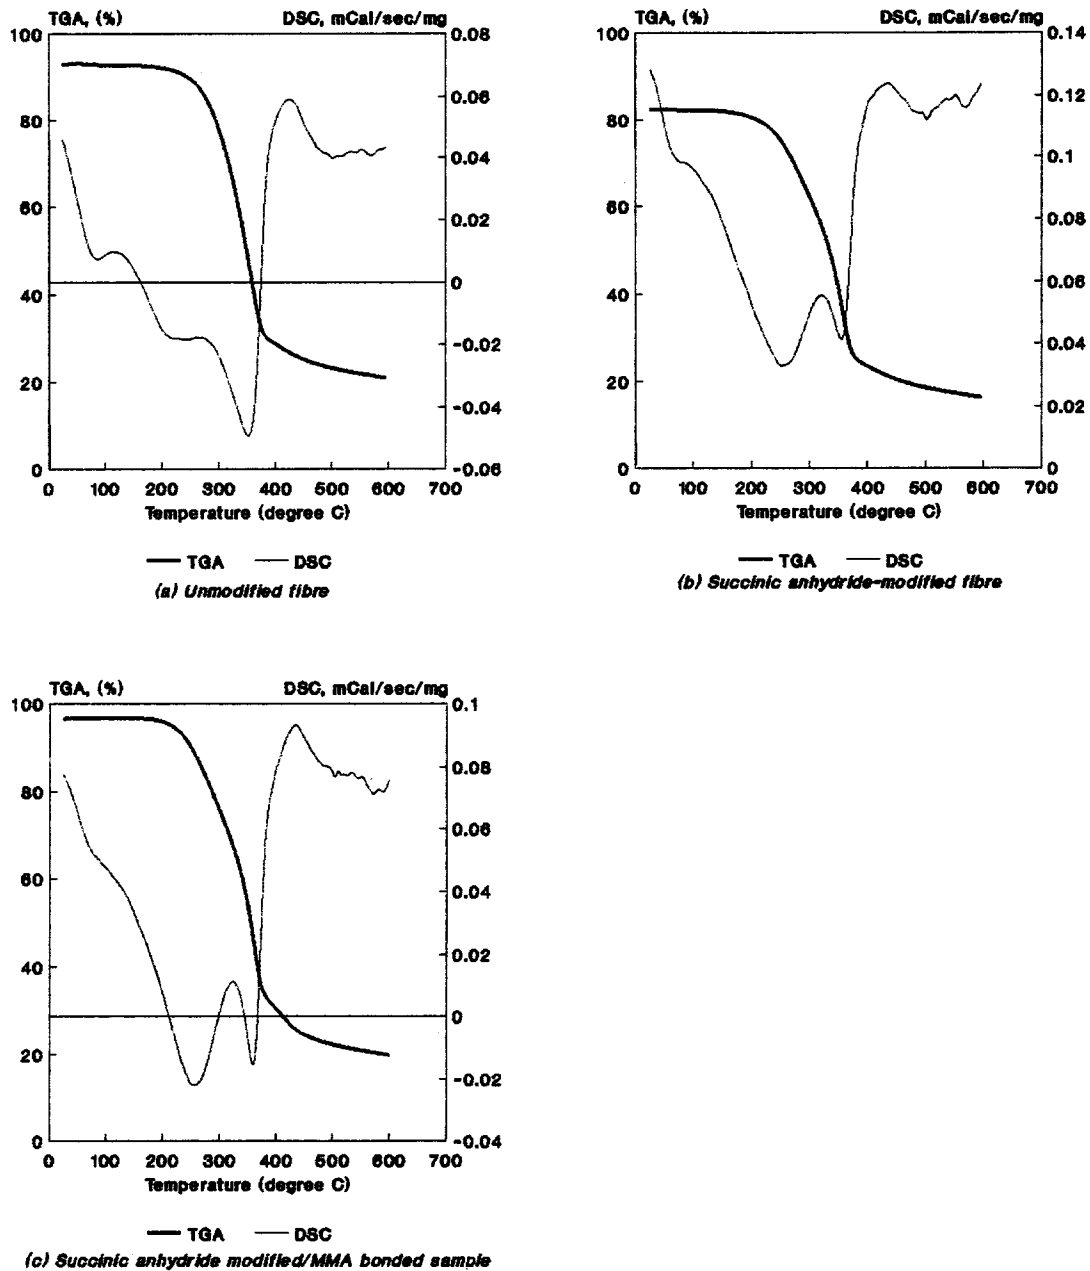 TGA, (%) DSC, mCal/sec/mg
100 0.08
0.06
80
0.04
60 0.02
0
40
-0.02
20 -0.04
0 -0.06
0 100 200 300 400 500 600 700
Temperature (degree C)
TGA DSC
(a) Unmodified fibre
TGA, (%) DSC, mCal/sec/mg
100 0.14
0.12
80
0.1
60 0.08
0.06
40
0.04
20
0.02
0 0
0 100 200 300 400 500 600 700
Temperature (degree C)
TGA DSC
(b) Succinic anhydride-modified fibre
TGA, (%) DSC, mCal/sec/mg
100 0.1
0.08
80
0.06
60 0.04
0.02
40
0
20
-0.02
0 -0.04
0 100 200 300 400 500 600 700
Temperature (degree C)
TGA DSC
(c) Succinic anhydride modified/MMA bonded sample